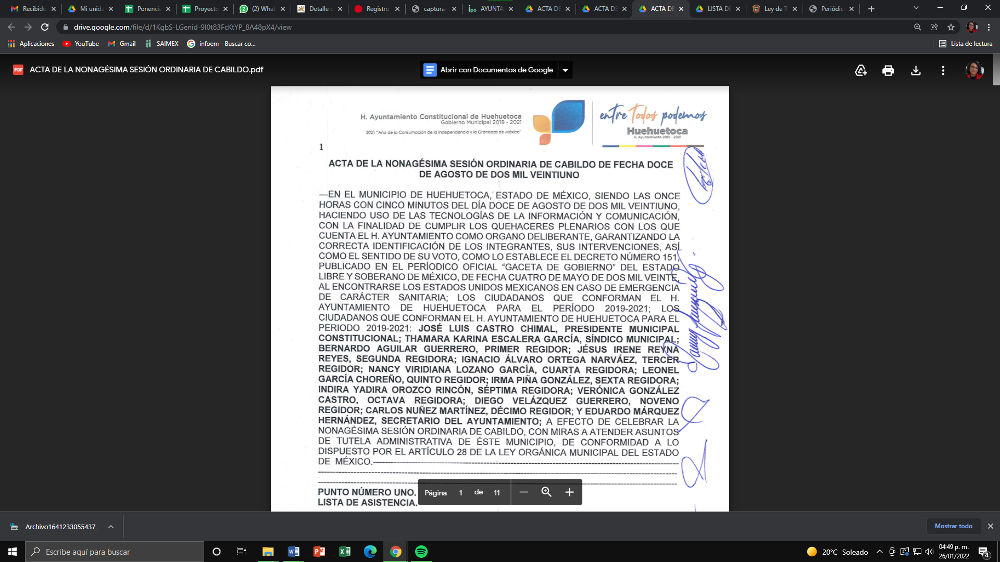 Recibido
Mi unida
Ponencia
Proyecto
(2) What
Detalle d
Registro
captura
AYUNTA
ACTA DE
ACTA DE
ACTA DE
LISTA DE
Ley de T
Periódic
drive.google.com/file/d/1KgbS-LGenid-9I0t83FcKtYP_8A48pX4/view
Aplicaciones
YouTube
Gmail
SAIMEX
infoem - Buscar co...
Lista de lectura
PDF
ACTA DE LA NONAGÉSIMA SESIÓN ORDINARIA DE CABILDO.pdf
Abrir con Documentos de Google
H. Ayuntamiento Constitucional de Huehuetoca
Gobierno Municipal 2019 - 2021
2021 "Año de la Consumación de la Independencia y la Grandeza de México"
entre todos podemos
Huehuetoca
H. Ayuntamiento 2019 - 2021
1
ACTA DE LA NONAGÉSIMA SESIÓN ORDINARIA DE CABILDO DE FECHA DOCE
DE AGOSTO DE DOS MIL VEINTIUNO
---EN EL MUNICIPIO DE HUEHUETOCA, ESTADO DE MÉXICO, SIENDO LAS ONCE
HORAS CON CINCO MINUTOS DEL DÍA DOCE DE AGOSTO DE DOS MIL VEINTIUNO,
HACIENDO USO DE LAS TECNOLOGÍAS DE LA INFORMACIÓN Y COMUNICACIÓN,
CON LA FINALIDAD DE CUMPLIR LOS QUEHACERES PLENARIOS CON LOS QUE
CUENTA EL H. AYUNTAMIENTO COMO ORGANO DELIBERANTE, GARANTIZANDO LA
CORRECTA IDENTIFICACIÓN DE LOS INTEGRANTES, SUS INTERVENCIONES, ASÍ
COMO EL SENTIDO DE SU VOTO, COMO LO ESTABLECE EL DECRETO NÚMERO 151,
PUBLICADO EN EL PERÍODICO OFICIAL “GACETA DE GOBIERNO” DEL ESTADO
LIBRE Y SOBERANO DE MÉXICO, DE FECHA CUATRO DE MAYO DE DOS MIL VEINTE,
AL ENCONTRARSE LOS ESTADOS UNIDOS MEXICANOS EN CASO DE EMERGENCIA
DE CARÁCTER SANITARIA; LOS CIUDADANOS QUE CONFORMAN EL H.
AYUNTAMIENTO DE HUEHUETOCA PARA EL PERÍODO 2019-2021; LOS
CIUDADANOS QUE CONFORMAN EL H. AYUNTAMIENTO DE HUEHUETOCA PARA EL
PERIODO 2019-2021: JOSÉ LUIS CASTRO CHIMAL, PRESIDENTE MUNICIPAL
CONSTITUCIONAL; THAMARA KARINA ESCALERA GARCÍA, SÍNDICO MUNICIPAL;
BERNARDO AGUILAR GUERRERO, PRIMER REGIDOR; JÉSUS IRENE REYNA
REYES, SEGUNDA REGIDORA; IGNACIO ÁLVARO ORTEGA NARVÁEZ, TERCER
REGIDOR; NANCY VIRIDIANA LOZANO GARCÍA, CUARTA REGIDORA; LEONEL
GARCÍA CHOREÑO, QUINTO REGIDOR; IRMA PIÑA GONZÁLEZ, SEXTA REGIDORA;
INDIRA YADIRA OROZCO RINCÓN, SÉPTIMA REGIDORA; VERÓNICA GONZÁLEZ
CASTRO, OCTAVA REGIDORA; DIEGO VELÁZQUEZ GUERRERO, NOVENO
REGIDOR; CARLOS NUÑEZ MARTÍNEZ, DÉCIMO REGIDOR; Y EDUARDO MÁRQUEZ
HERNÁNDEZ, SECRETARIO DEL AYUNTAMIENTO; A EFECTO DE CELEBRAR LA
NONAGÉSIMA SESIÓN ORDINARIA DE CABILDO, CON MIRAS A ATENDER ASUNTOS
DE TUTELA ADMINISTRATIVA DE ÉSTE MUNICIPIO, DE CONFORMIDAD A LO
DISPUESTO POR EL ARTÍCULO 28 DE LA LEY ORGÁNICA MUNICIPAL DEL ESTADO
DE MÉXICO.---
PUNTO NÚMERO UNO.
LISTA DE ASISTENCIA.
Página 1 de 11
Archivo1641233055437_
Mostrar todo
Escribe aquí para buscar
20°C Soleado
04:49 p. m.
26/01/2022
4